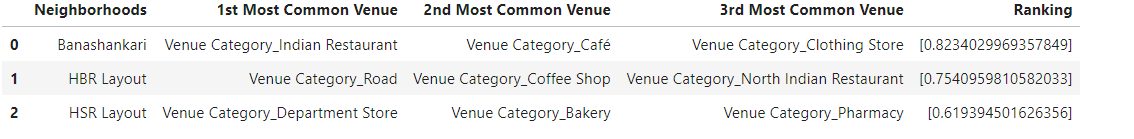 Neighborhoods 1st Most Common Venue 2nd Most Common Venue 3rd Most Common Venue Ranking
0 Banashankari Venue Category_Indian Restaurant Venue Category_Café Venue Category_Clothing Store [0.8234029969357849]
1 HBR Layout Venue Category_Road Venue Category_Coffee Shop Venue Category_North Indian Restaurant [0.7540959810582033]
2 HSR Layout Venue Category_Department Store Venue Category_Bakery Venue Category_Pharmacy [0.619394501626356]